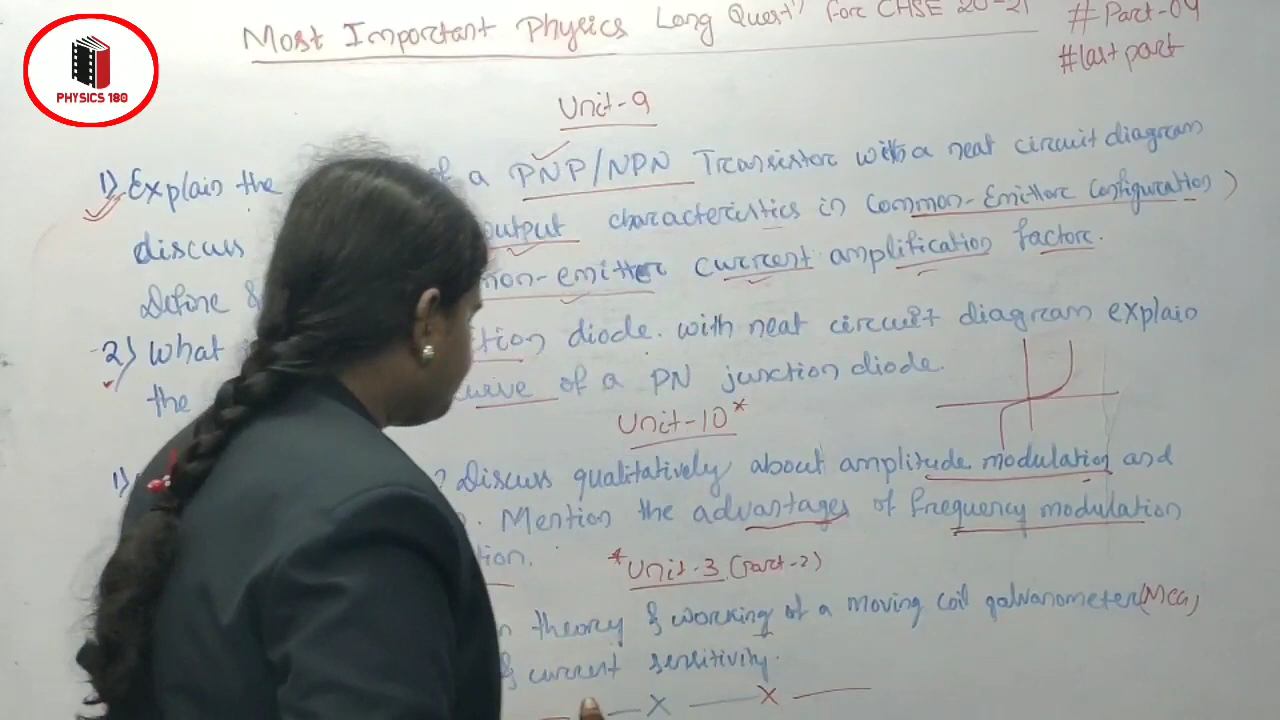 PHYSICS 180
Most Important Physics Long Questn for CHSE 20-21
#Part-04
#last part
Unit-9
1) Explain the of a PNP/NPN Transistor with a neat circuit diagram
discuss output characteristics in Common-Emitter Configuration)
Define & mon-emitter current amplification factor.
2) What tion diode. with neat circuit diagram explain
the curve of a PN junction diode.
Unit-10*
1) ? Discuss qualitatively about amplitude modulation and
n. Mention the advantages of frequency modulation
tion.
*Unit-3 (Part-2)
n theory & working of a moving coil galvanometer (MCG)
& current sensitivity.
— X — X —